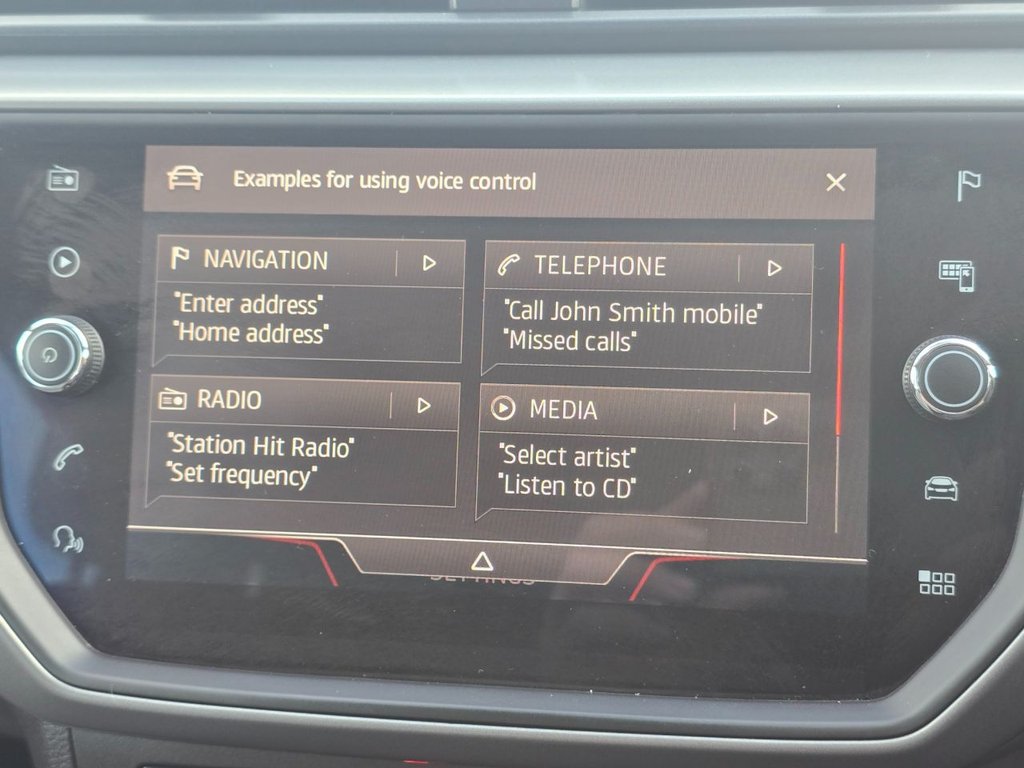 Examples for using voice control
NAVIGATION
"Enter address"
"Home address"
TELEPHONE
"Call John Smith mobile"
"Missed calls"
RADIO
"Station Hit Radio"
"Set frequency"
MEDIA
"Select artist"
"Listen to CD"
SETTINGS